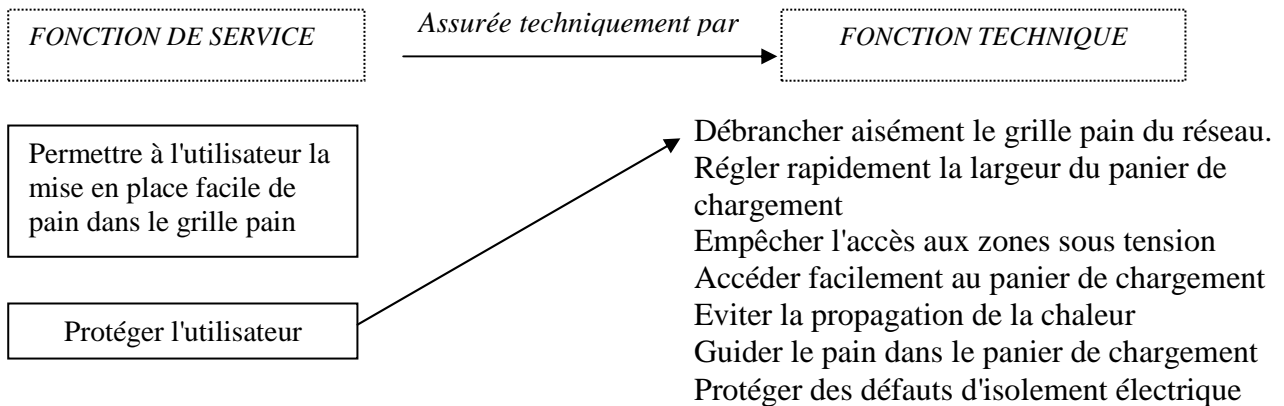 FONCTION DE SERVICE
Assurée techniquement par
FONCTION TECHNIQUE
Permettre à l'utilisateur la
mise en place facile de
pain dans le grille pain
Protéger l'utilisateur
Débrancher aisément le grille pain du réseau.
Régler rapidement la largeur du panier de
chargement
Empêcher l'accès aux zones sous tension
Accéder facilement au panier de chargement
Eviter la propagation de la chaleur
Guider le pain dans le panier de chargement
Protéger des défauts d'isolement électrique